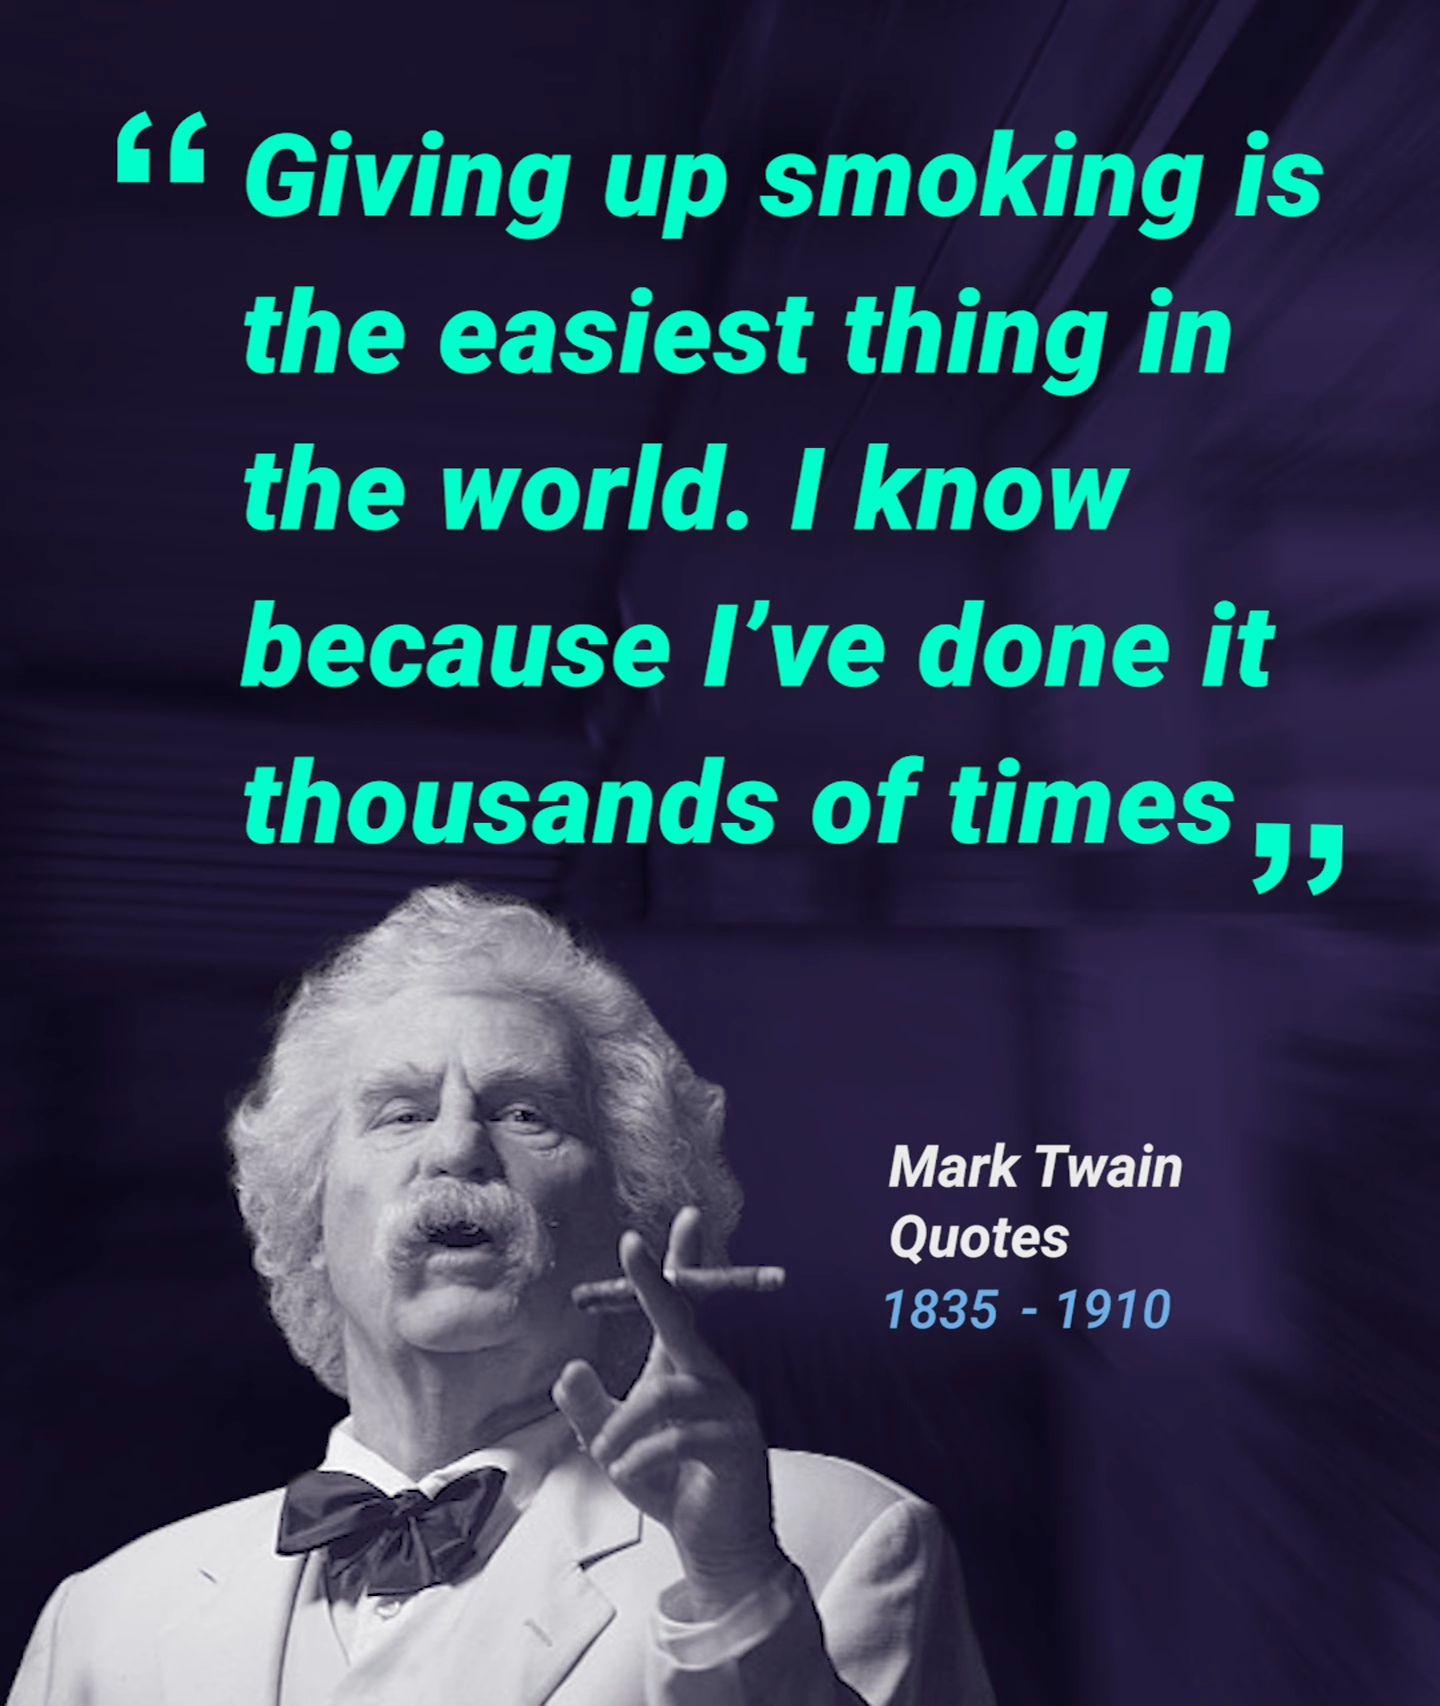 “ Giving up smoking is
the easiest thing in
the world. I know
because I’ve done it
thousands of times ”
Mark Twain
Quotes
1835 - 1910